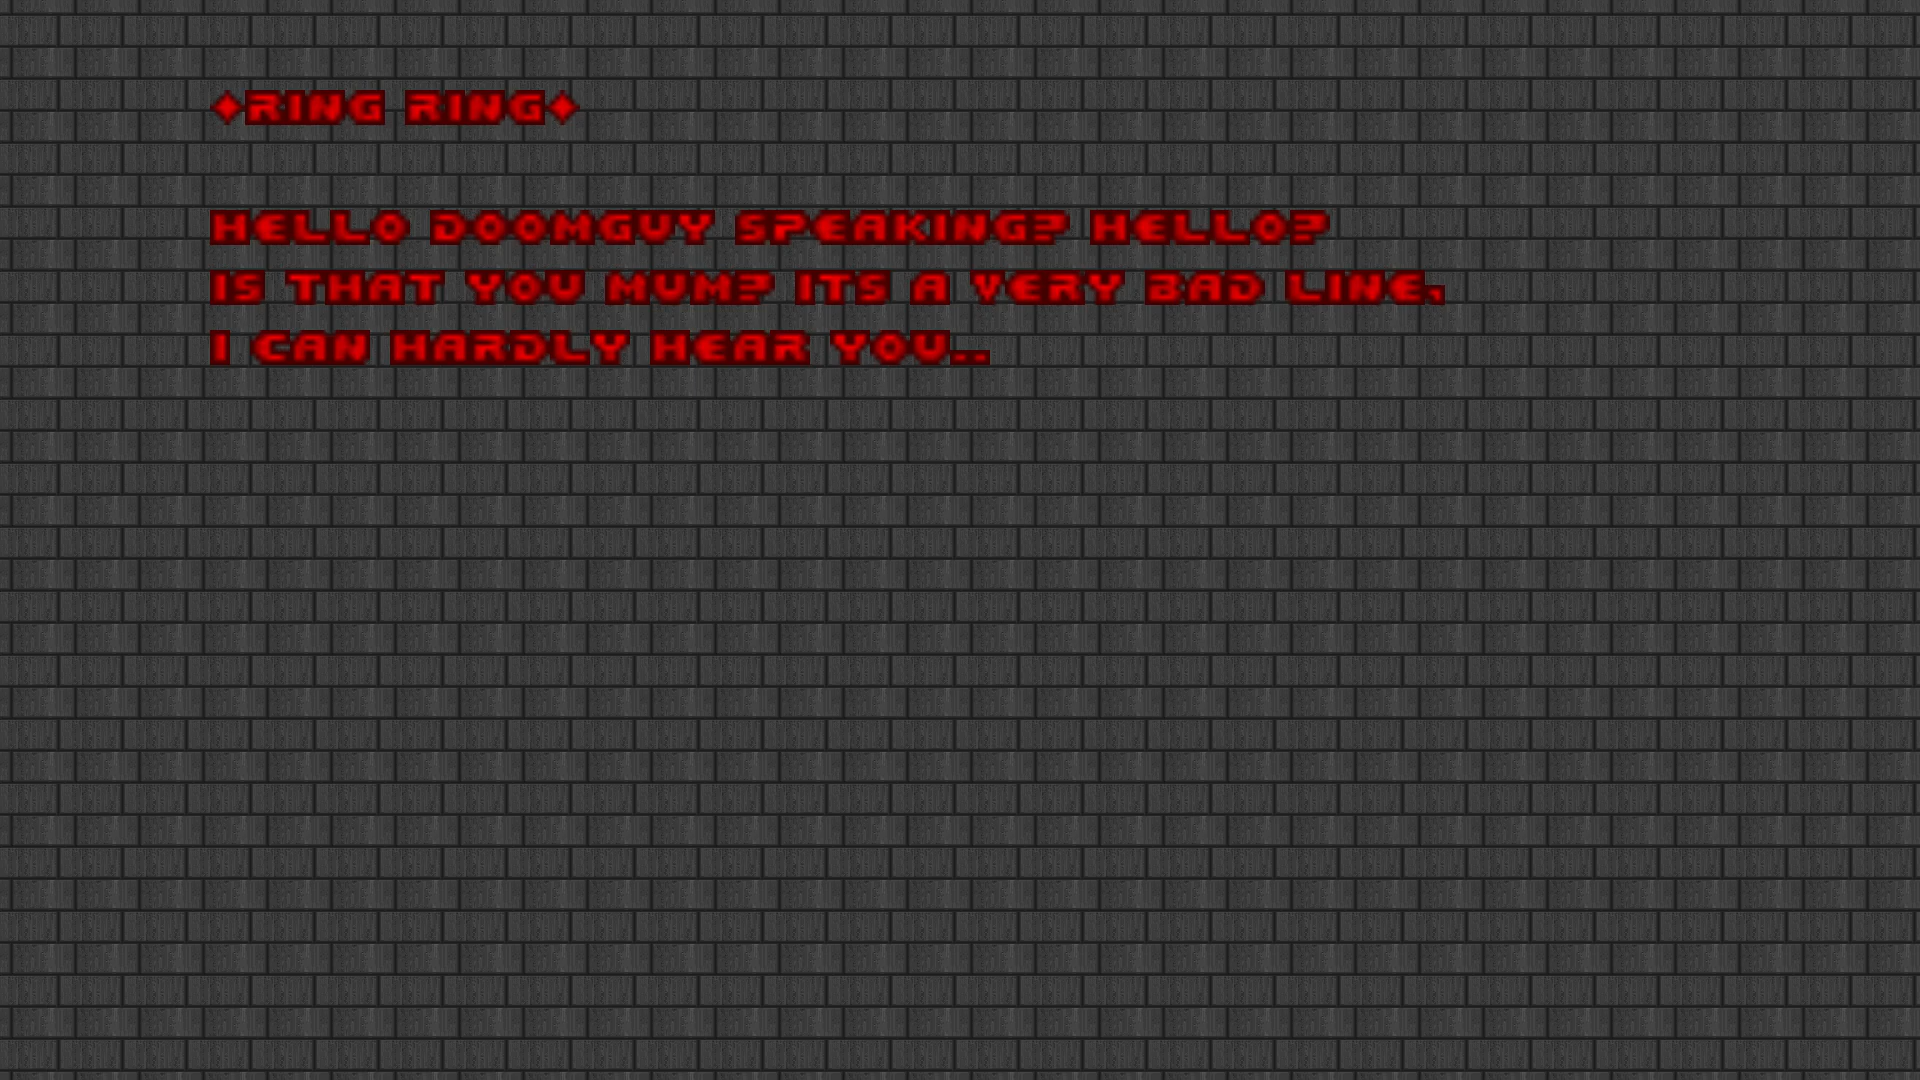 *RING RING*
HELLO DOOMGUY SPEAKING? HELLO?
IS THAT YOU MUM? ITS A VERY BAD LINE,
I CAN HARDLY HEAR YOU..